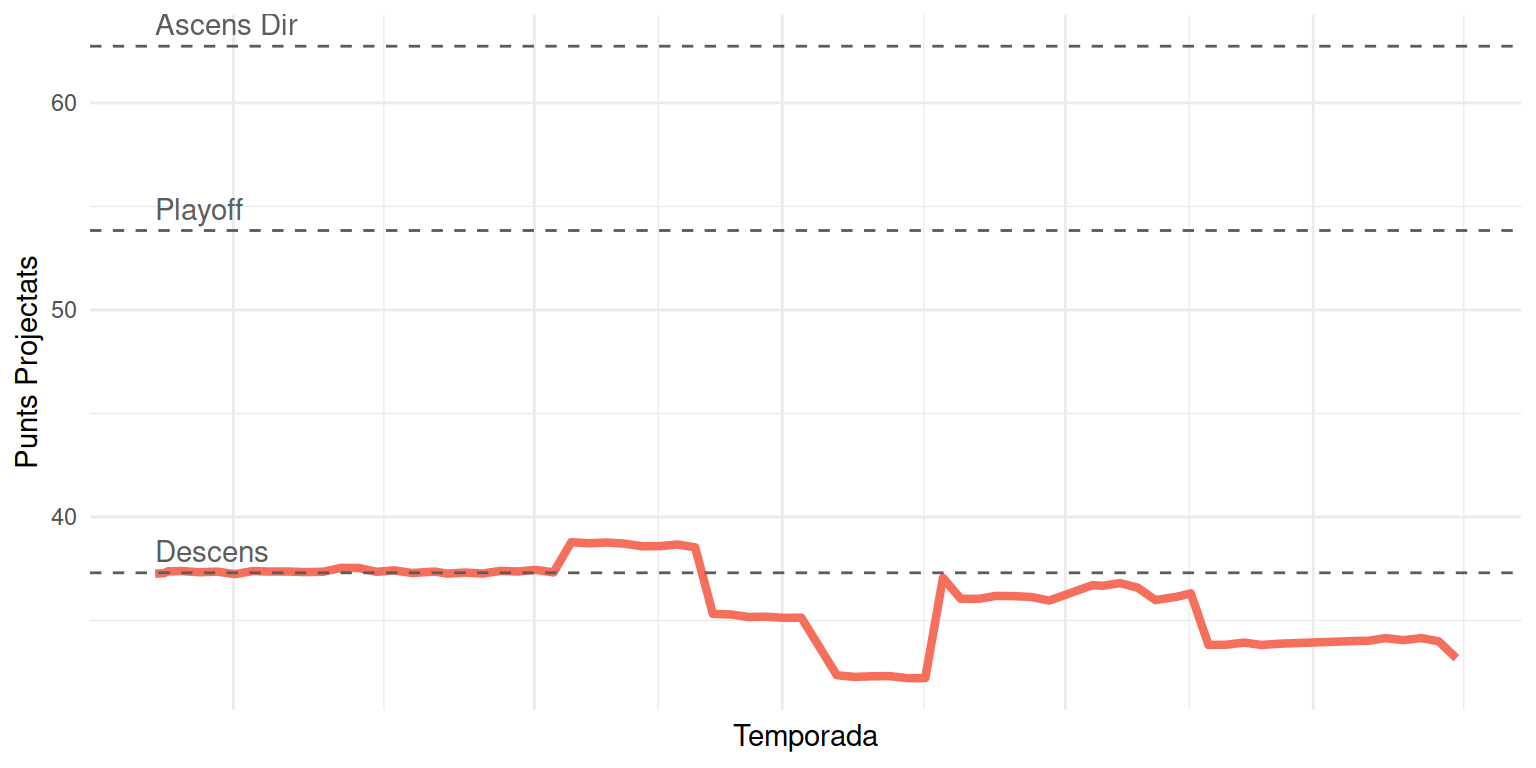 Ascens Dir
60
Playoff
50
Punts Projectats
40
Descens
Temporada